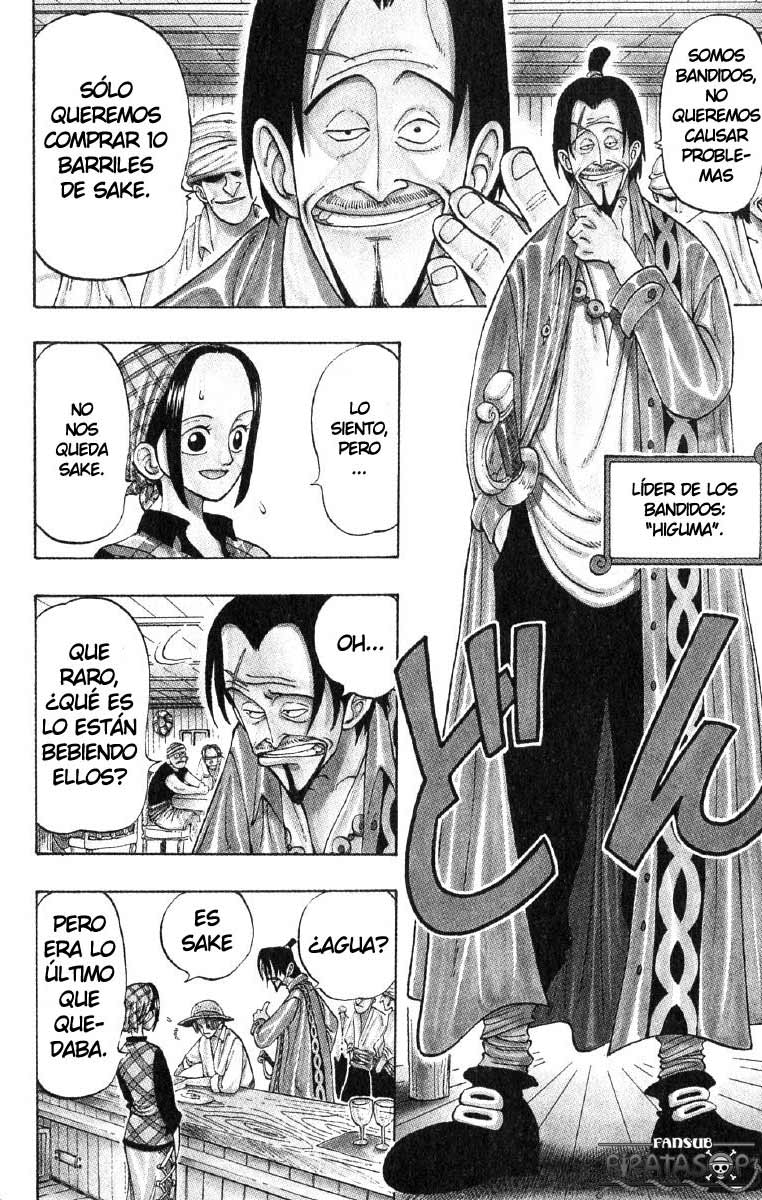 SOMOS
BANDIDOS,
NO
QUEREMOS
CAUSAR
PROBLE-
MAS
SÓLO
QUEREMOS
COMPRAR 10
BARRILES
DE SAKE.
LÍDER DE LOS
BANDIDOS:
"HIGUMA".
どん
LO
SIENTO,
PERO
...
NO
NOS
QUEDA
SAKE.
OH...
QUE
RARO,
¿QUÉ ES
LO ESTÁN
BEBIENDO
ELLOS?
¿AGUA?
ES
SAKE
PERO
ERA LO
ÚLTIMO
QUE
QUE-
DABA.
FANSUB
PIRATASOP